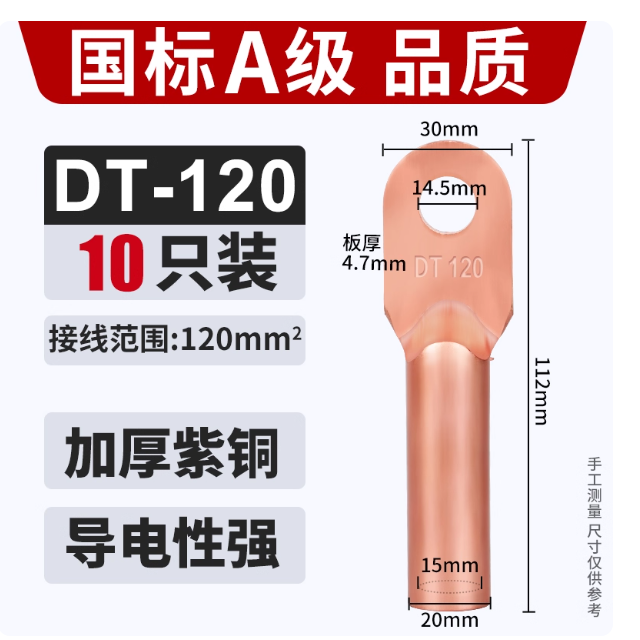 国标A级 品质
DT-120
10只装
接线范围:120mm²
加厚紫铜
导电性强
30mm
14.5mm
板厚
4.7mm
DT 120
112mm
15mm
20mm
手工测量 尺寸仅供参考